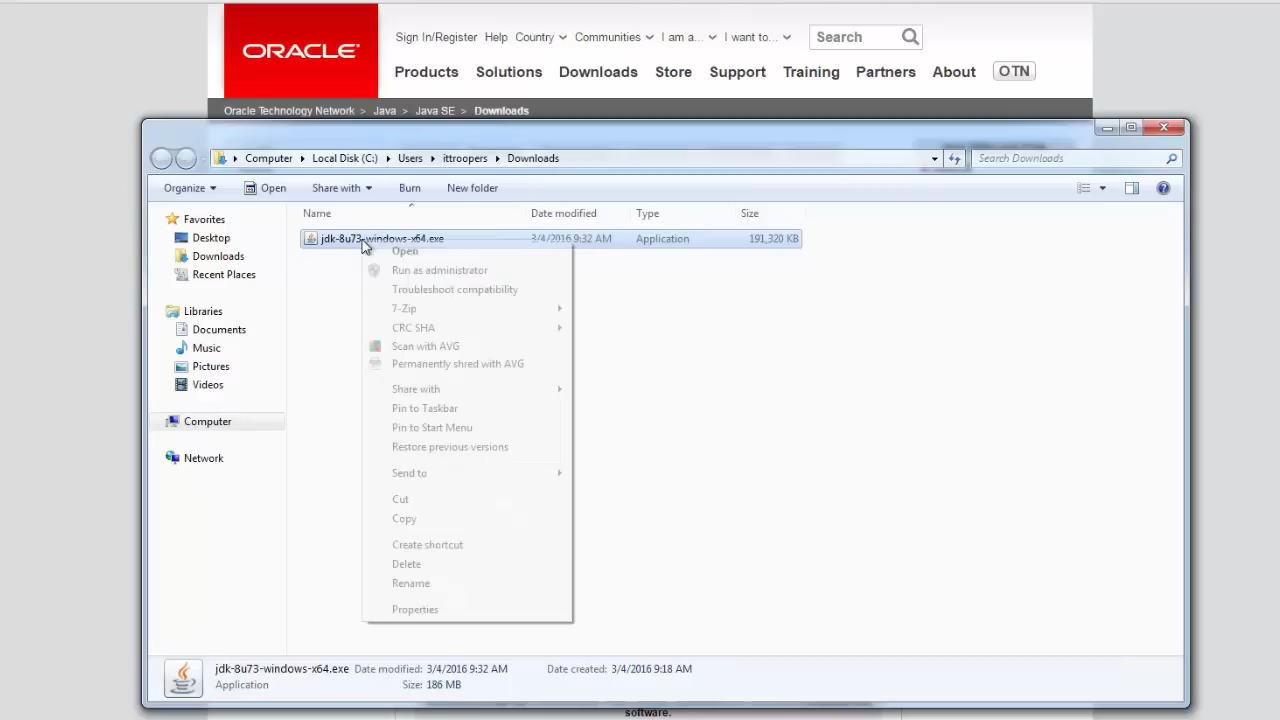 ORACLE
Sign In/Register Help Country Communities I am a... I want to... Search
Products Solutions Downloads Store Support Training Partners About OTN
Oracle Technology Network > Java > Java SE > Downloads
Computer Local Disk (C:) Users ittroopers Downloads Search Downloads
Organize Open Share with Burn New folder
Name Date modified Type Size
Favorites
Desktop
Downloads
Recent Places
Libraries
Documents
Music
Pictures
Videos
Computer
Network
jdk-8u73-windows-x64.exe 3/4/2016 9:32 AM Application 191,320 KB
Open
Run as administrator
Troubleshoot compatibility
7-Zip
CRC SHA
Scan with AVG
Permanently shred with AVG
Share with
Pin to Taskbar
Pin to Start Menu
Restore previous versions
Send to
Cut
Copy
Create shortcut
Delete
Rename
Properties
jdk-8u73-windows-x64.exe Date modified: 3/4/2016 9:32 AM Date created: 3/4/2016 9:18 AM
Application Size: 186 MB
software.